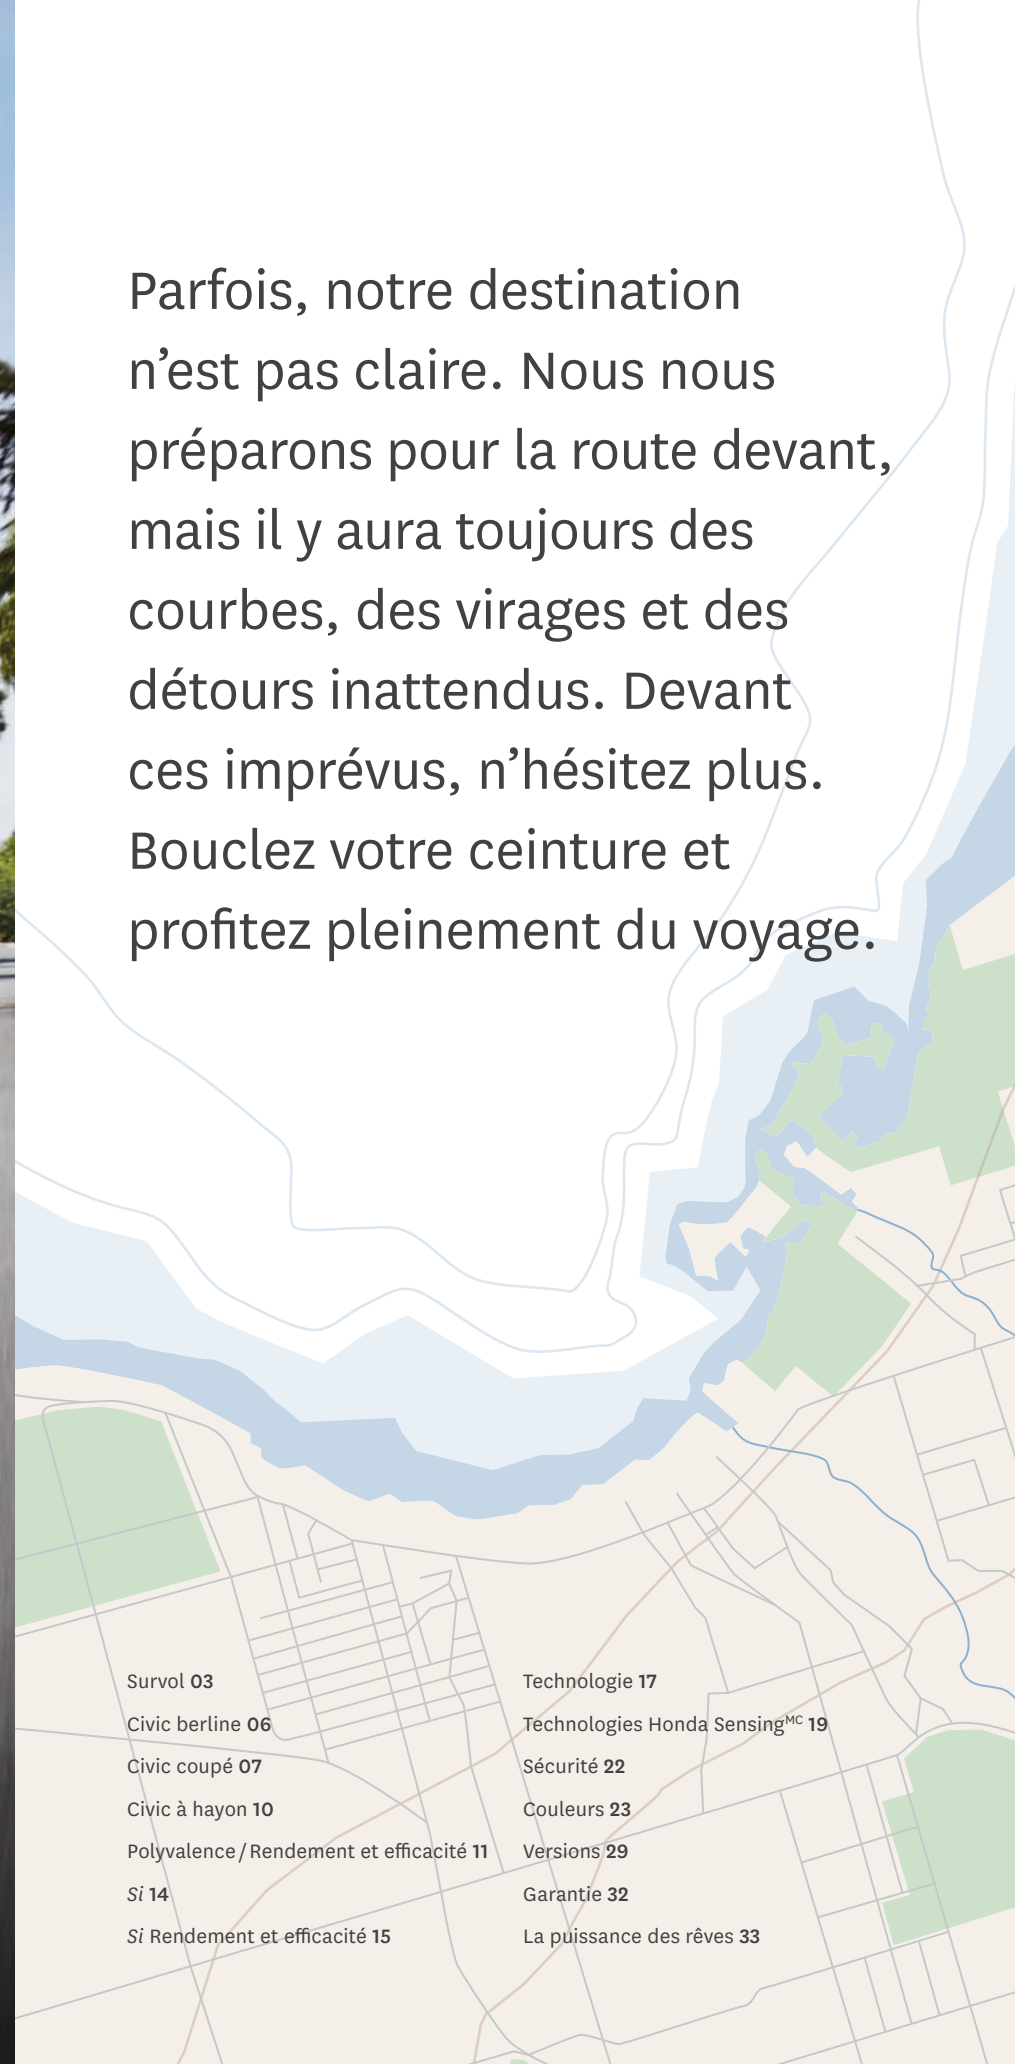 Parfois, notre destination
n’est pas claire. Nous nous
préparons pour la route devant,
mais il y aura toujours des
courbes, des virages et des
détours inattendus. Devant
ces imprévus, n’hésitez plus.
Bouclez votre ceinture et
profitez pleinement du voyage.
Survol 03
Civic berline 06
Civic coupé 07
Civic à hayon 10
Polyvalence / Rendement et efficacité 11
Si 14
Si Rendement et efficacité 15
Technologie 17
Technologies Honda Sensingᴹꟲ 19
Sécurité 22
Couleurs 23
Versions 29
Garantie 32
La puissance des rêves 33